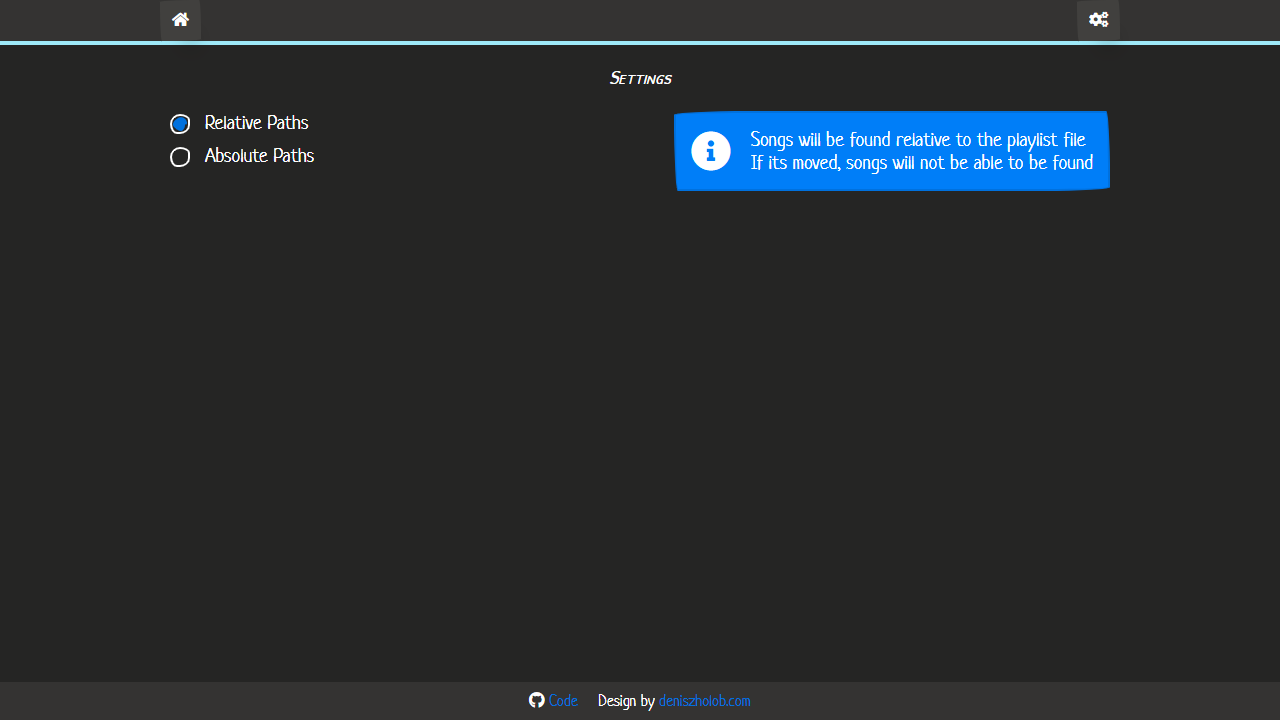 Settings
Relative Paths
Absolute Paths
Songs will be found relative to the playlist file
If its moved, songs will not be able to be found
Code Design by deniszholob.com